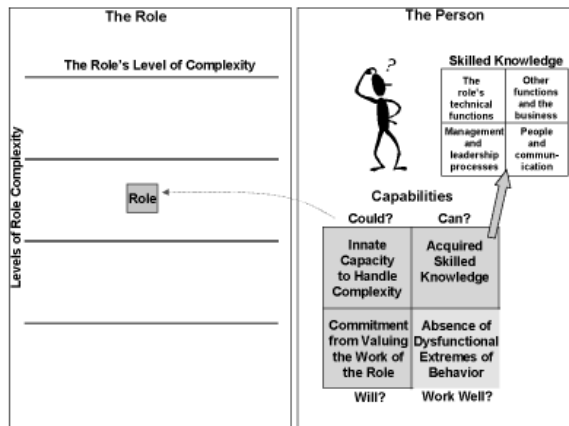 The Role
The Role's Level of Complexity
Levels of Role Complexity
Role
The Person
?
Skilled Knowledge
The
role's
technical
functions
Other
functions
and the
business
Management
and
leadership
processes
People
and
commun-
ication
Capabilities
Could?
Can?
Innate
Capacity
to Handle
Complexity
Acquired
Skilled
Knowledge
Commitment
from Valuing
the Work of
the Role
Absence of
Dysfunctional
Extremes of
Behavior
Will?
Work Well?